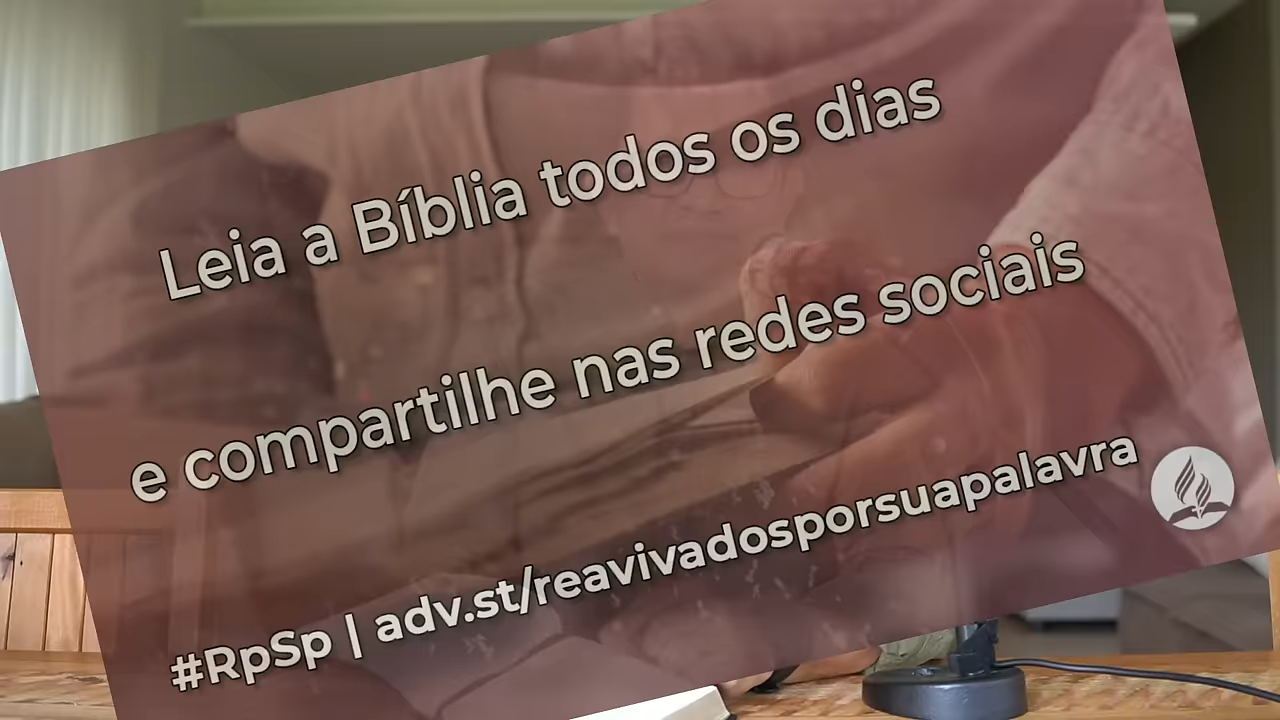 Leia a Bíblia todos os dias
e compartilhe nas redes sociais
#RpSp | adv.st/reavivadosporsuapalavra